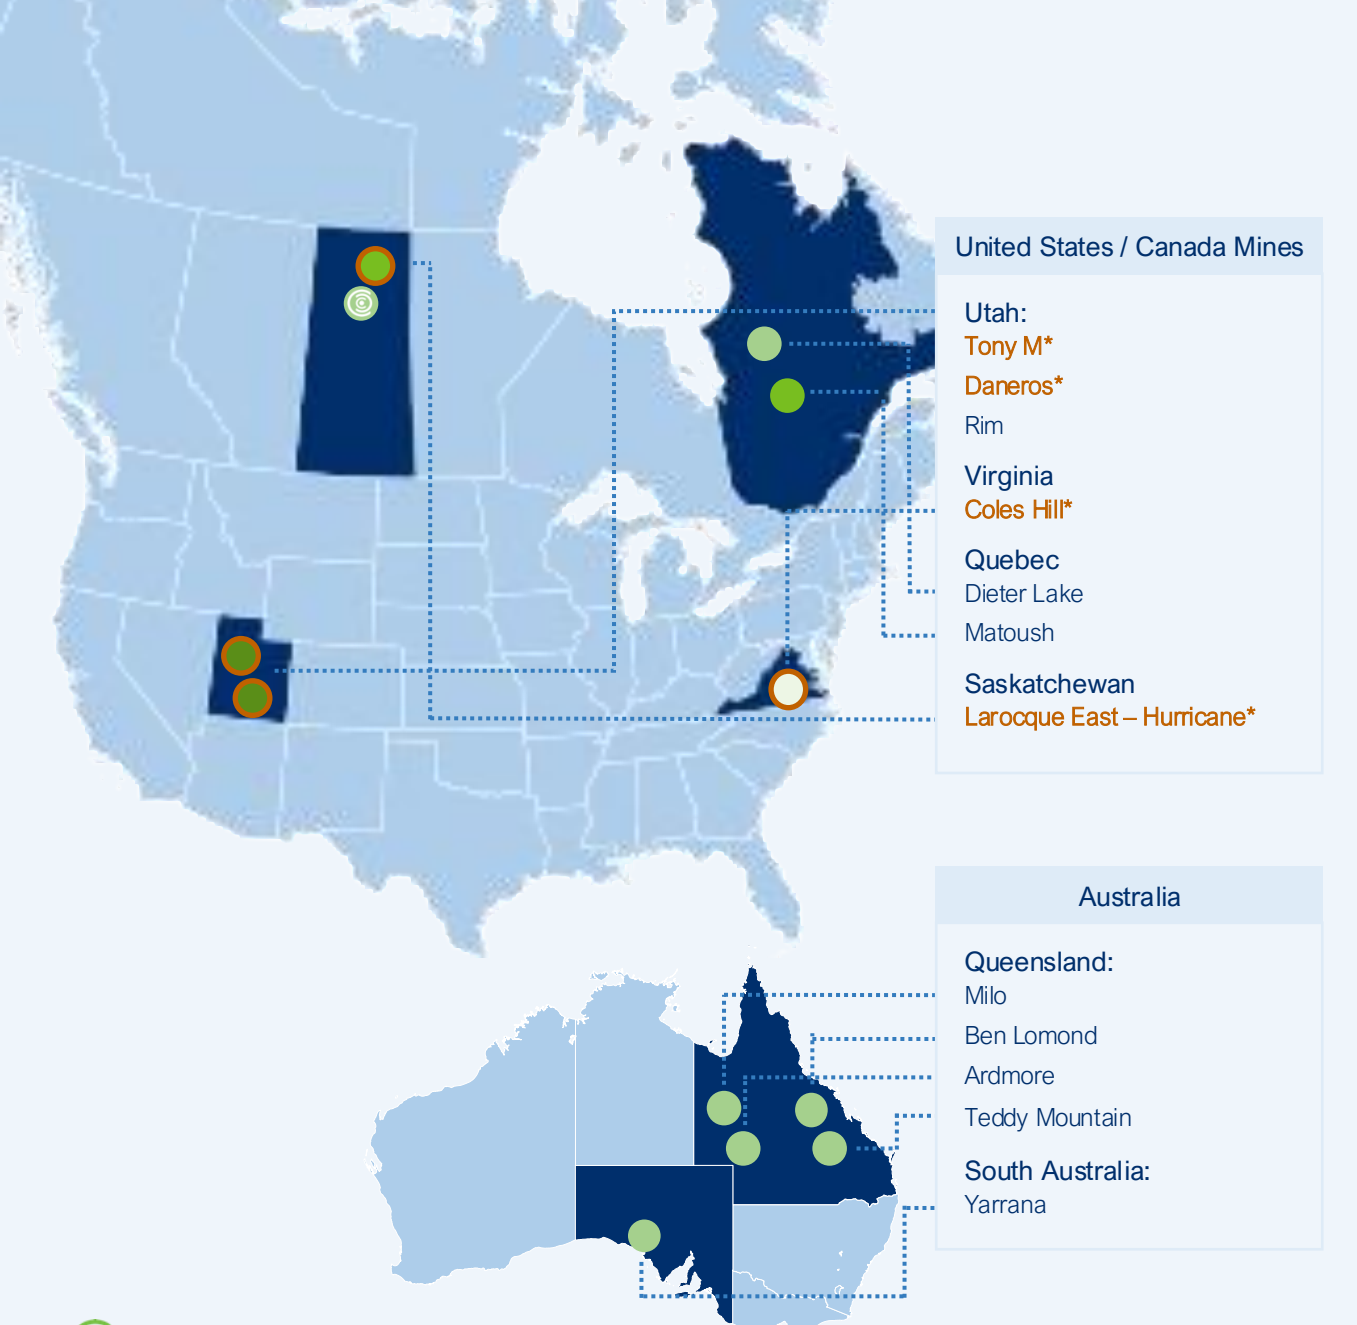 United States / Canada Mines
Utah:
Tony M*
Daneros*
Rim
Virginia
Coles Hill*
Quebec
Dieter Lake
Matoush
Saskatchewan
Larocque East – Hurricane*
Australia
Queensland:
Milo
Ben Lomond
Ardmore
Teddy Mountain
South Australia:
Yarrana